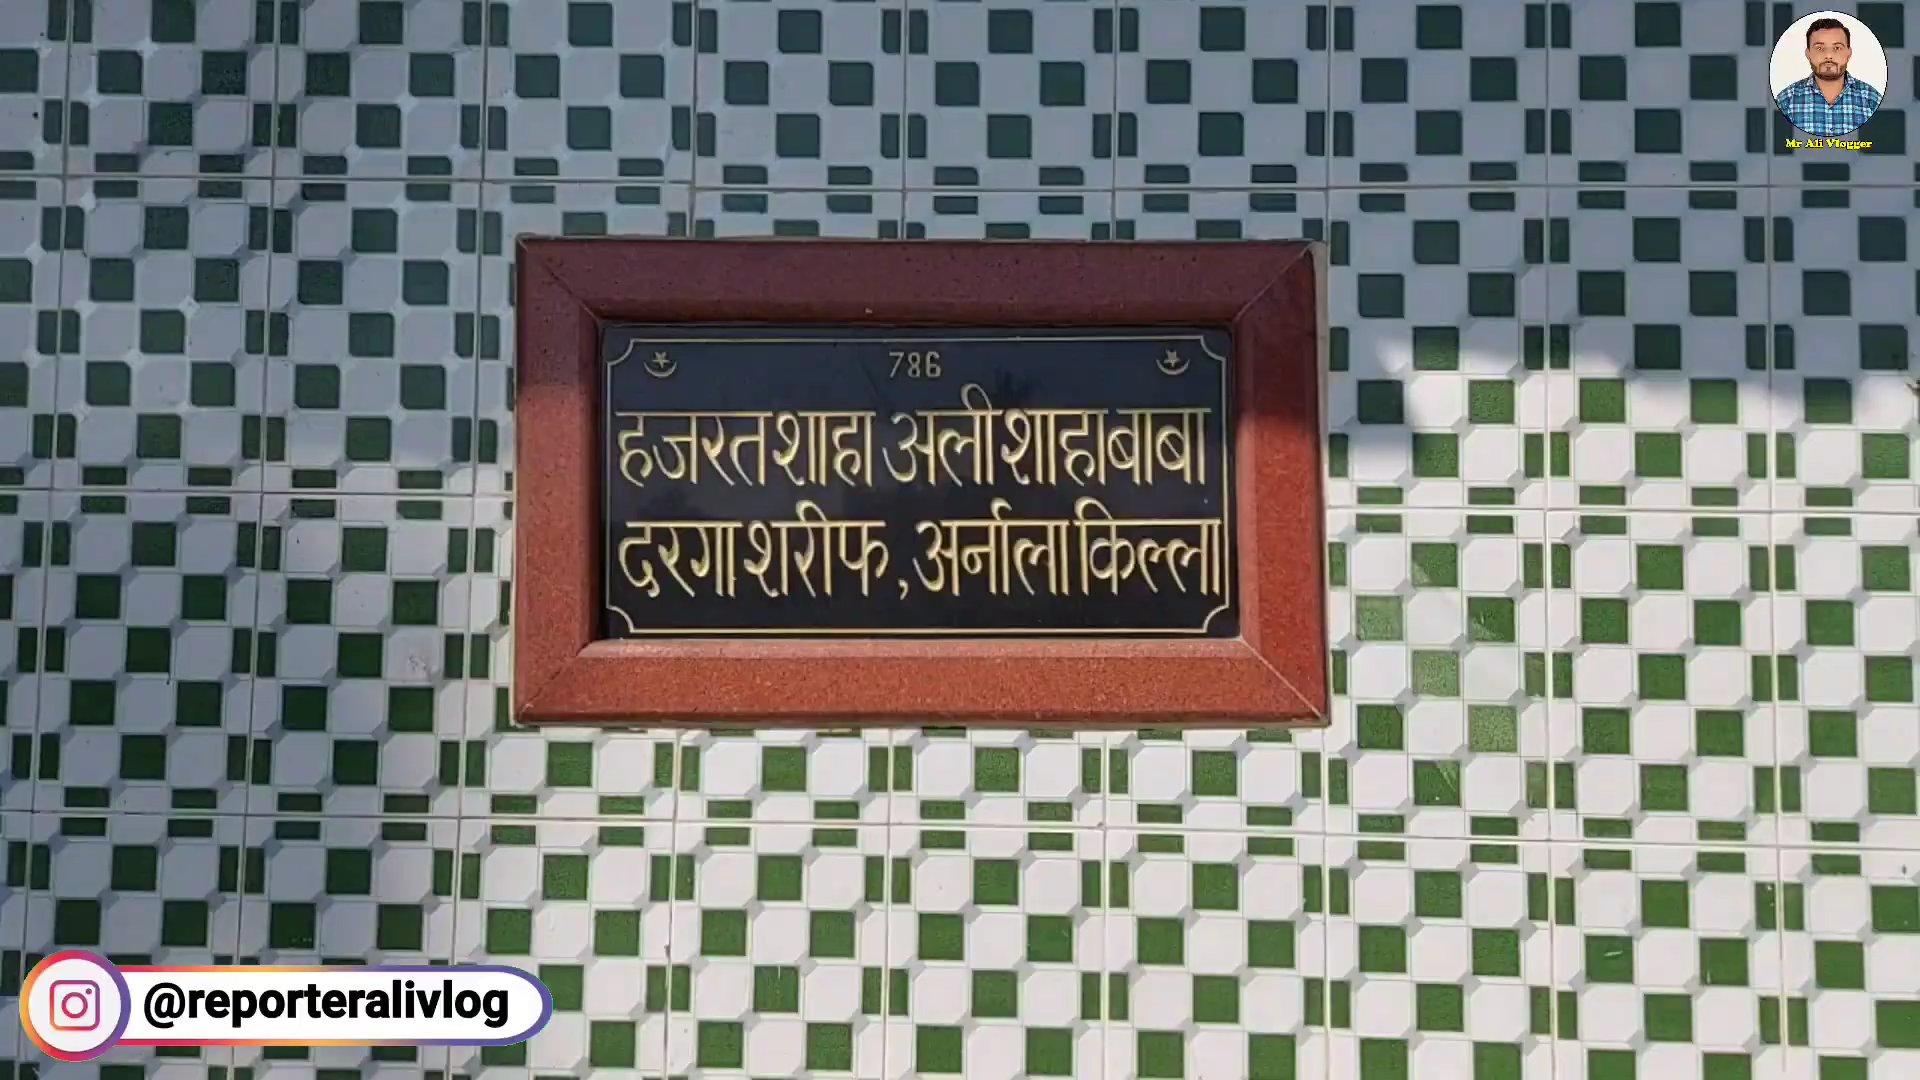 Mr Ali Vlogger
786
हजरत शाहा अली शाहा बाबा
दरगा शरीफ, अर्नाला किल्ला
@reporteralivlog